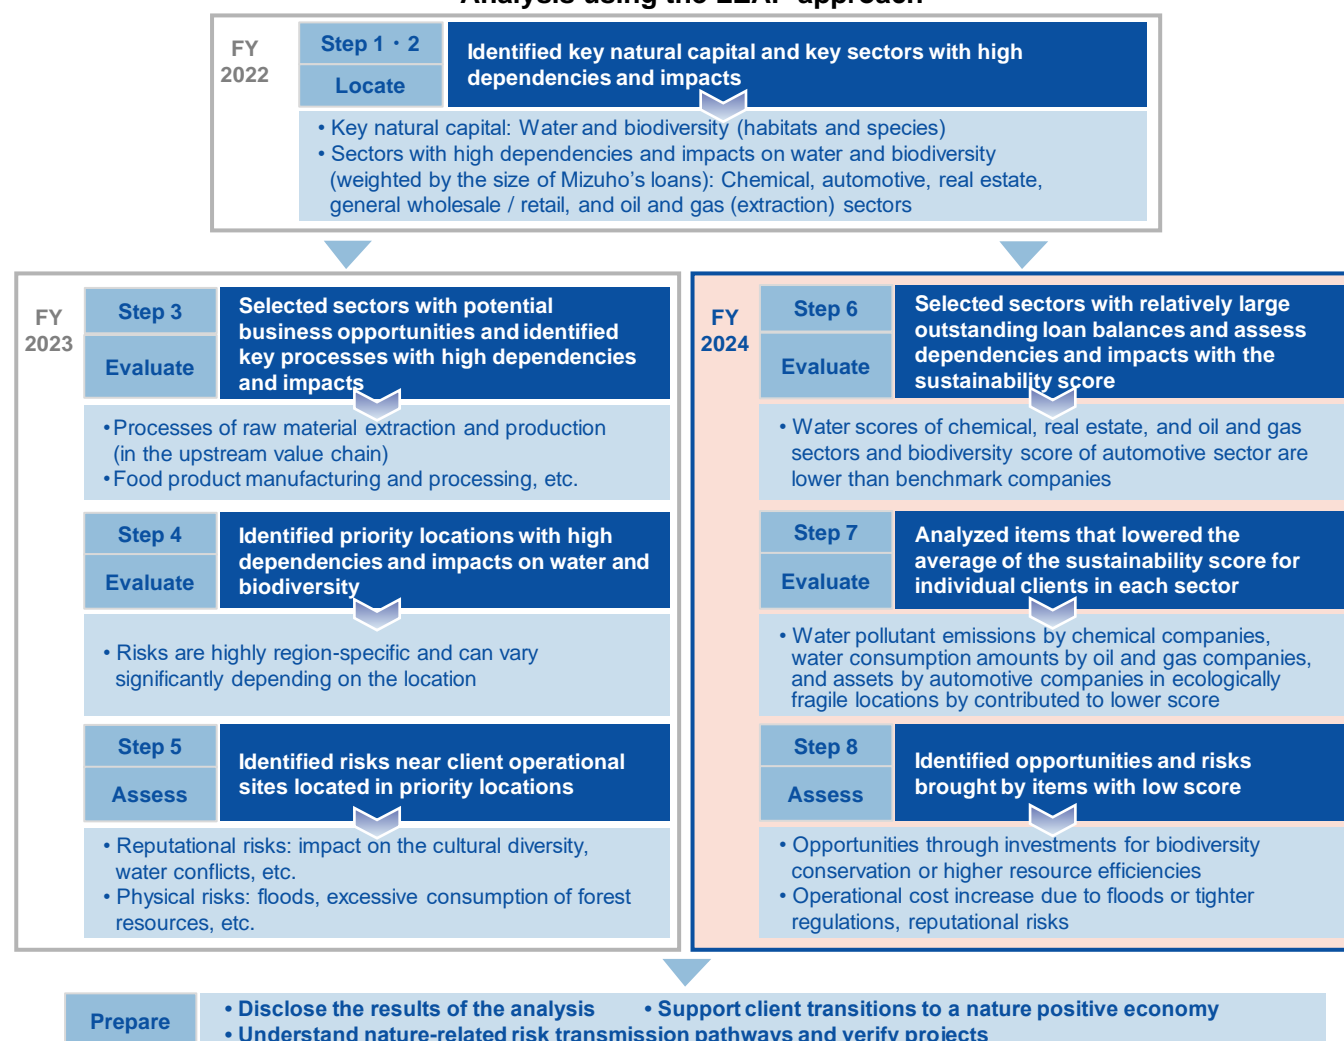 Analysis using the LEAP approach
FY
2022
Step 1・2
Locate
Identified key natural capital and key sectors with high
dependencies and impacts
• Key natural capital: Water and biodiversity (habitats and species)
• Sectors with high dependencies and impacts on water and biodiversity
(weighted by the size of Mizuho's loans): Chemical, automotive, real estate,
general wholesale / retail, and oil and gas (extraction) sectors
FY
2023
Step 3
Evaluate
Selected sectors with potential
business opportunities and identified
key processes with high dependencies
and impacts
• Processes of raw material extraction and production
(in the upstream value chain)
• Food product manufacturing and processing, etc.
Step 4
Evaluate
Identified priority locations with high
dependencies and impacts on water and
biodiversity
• Risks are highly region-specific and can vary
significantly depending on the location
Step 5
Assess
Identified risks near client operational
sites located in priority locations
• Reputational risks: impact on the cultural diversity,
water conflicts, etc.
• Physical risks: floods, excessive consumption of forest
resources, etc.
FY
2024
Step 6
Evaluate
Selected sectors with relatively large
outstanding loan balances and assess
dependencies and impacts with the
sustainability score
• Water scores of chemical, real estate, and oil and gas
sectors and biodiversity score of automotive sector are
lower than benchmark companies
Step 7
Evaluate
Analyzed items that lowered the
average of the sustainability score for
individual clients in each sector
• Water pollutant emissions by chemical companies,
water consumption amounts by oil and gas companies,
and assets by automotive companies in ecologically
fragile locations by contributed to lower score
Step 8
Assess
Identified opportunities and risks
brought by items with low score
• Opportunities through investments for biodiversity
conservation or higher resource efficiencies
• Operational cost increase due to floods or tighter
regulations, reputational risks
Prepare
• Disclose the results of the analysis • Support client transitions to a nature positive economy
• Understand nature-related risk transmission pathways and verify projects